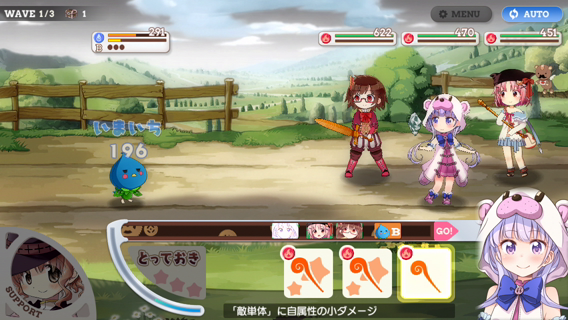 WAVE 1/3 1
MENU
AUTO
291
B
622
470
451
いまいち
196
B
GO!
とっておき
SUPPORT
「敵単体」に自属性の小ダメージ